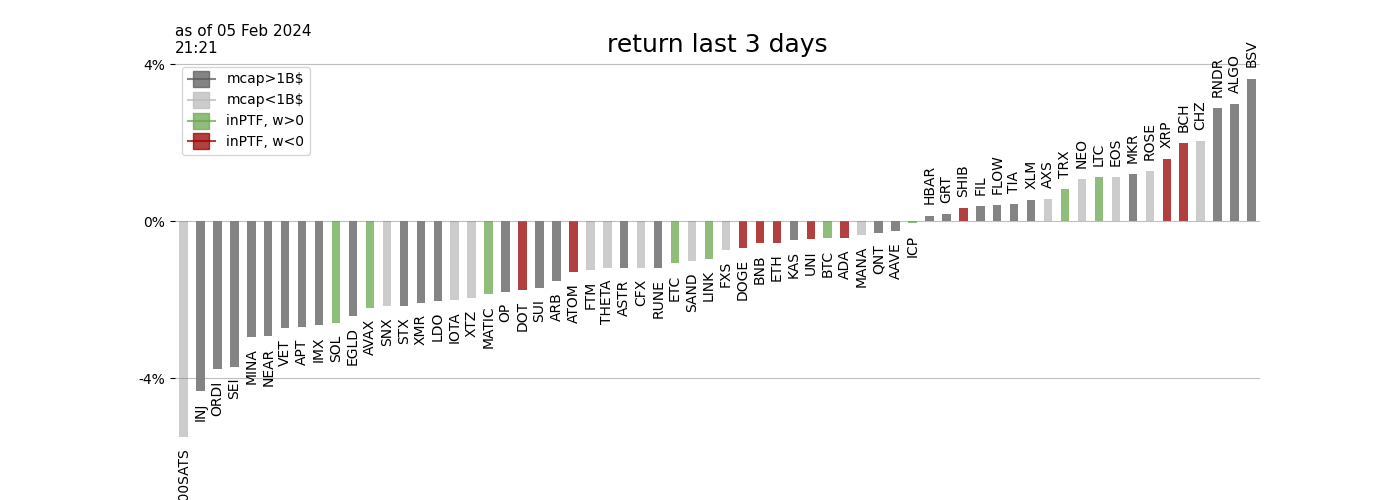 as of 05 Feb 2024
21:21
return last 3 days
4%
0%
-4%
mcap>1B$
mcap<1B$
inPTF, w>0
inPTF, w<0
00SATS
INJ
ORDI
SEI
MINA
NEAR
VET
APT
IMX
SOL
EGLD
AVAX
SNX
STX
XMR
LDO
IOTA
XTZ
MATIC
OP
DOT
SUI
ARB
ATOM
FTM
THETA
ASTR
CFX
RUNE
ETC
SAND
LINK
FXS
DOGE
BNB
ETH
KAS
UNI
BTC
ADA
MANA
QNT
AAVE
ICP
HBAR
GRT
SHIB
FIL
FLOW
TIA
XLM
AXS
TRX
NEO
LTC
EOS
MKR
ROSE
XRP
BCH
CHZ
RNDR
ALGO
BSV